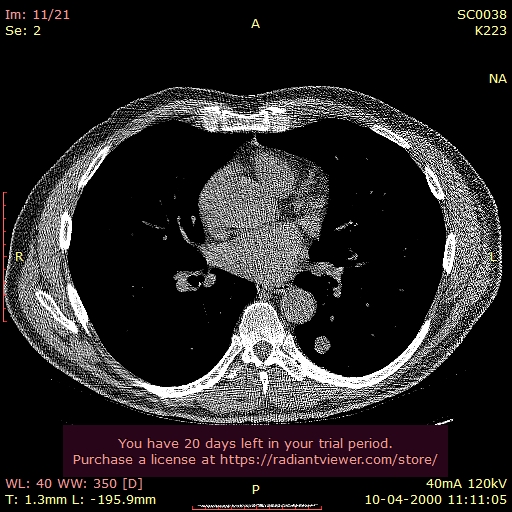 Im: 11/21
Se: 2
A
SC0038
K223
NA
R
L
You have 20 days left in your trial period.
Purchase a license at https://radiantviewer.com/store/
WL: 40 WW: 350 [D]
T: 1.3mm L: -195.9mm
P
40mA 120kV
10-04-2000 11:11:05